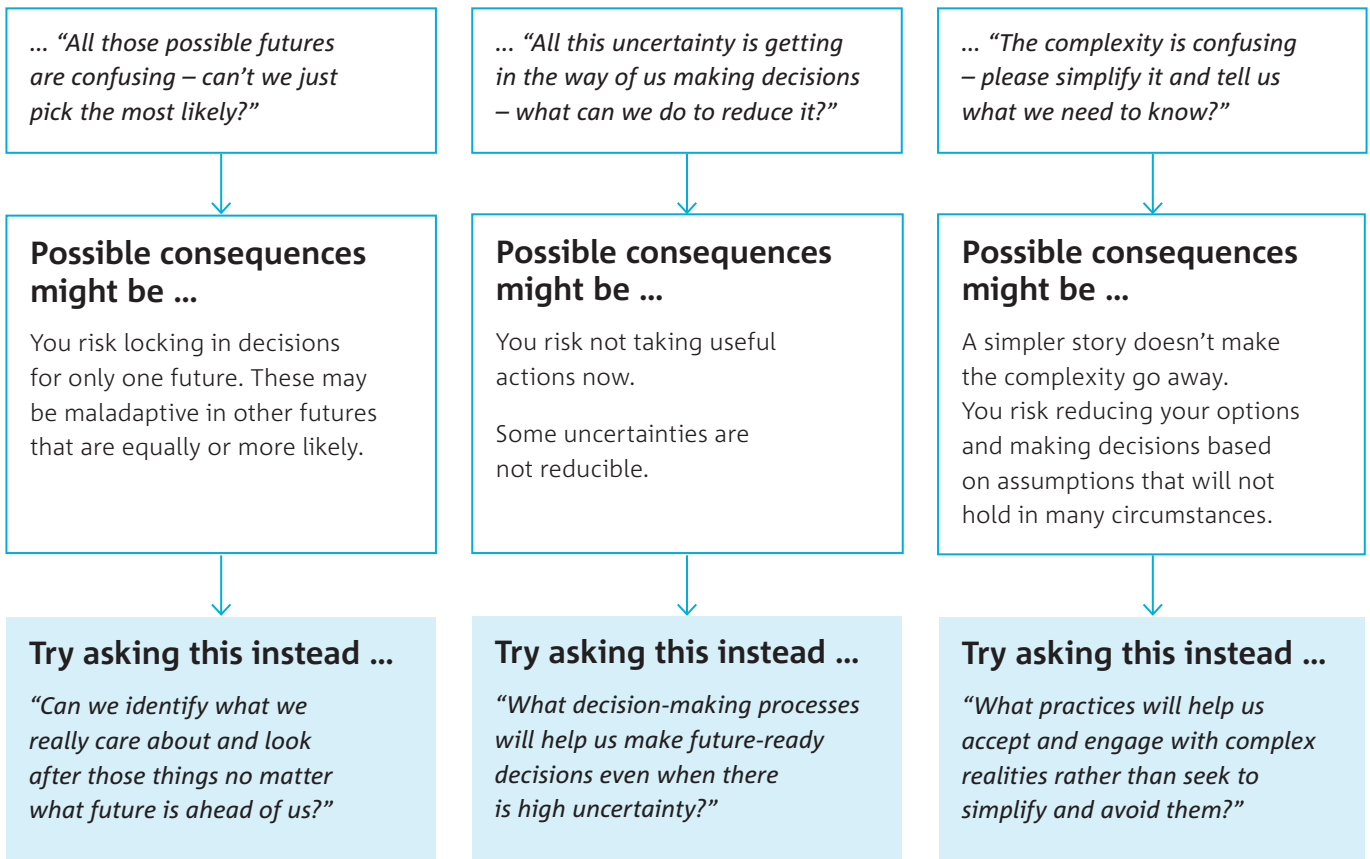 ... “All those possible futures
are confusing – can’t we just
pick the most likely?”
Possible consequences
might be ...
You risk locking in decisions
for only one future. These may
be maladaptive in other futures
that are equally or more likely.
Try asking this instead ...
“Can we identify what we
really care about and look
after those things no matter
what future is ahead of us?”
... “All this uncertainty is getting
in the way of us making decisions
– what can we do to reduce it?”
Possible consequences
might be ...
You risk not taking useful
actions now.
Some uncertainties are
not reducible.
Try asking this instead ...
“What decision-making processes
will help us make future-ready
decisions even when there
is high uncertainty?”
... “The complexity is confusing
– please simplify it and tell us
what we need to know?”
Possible consequences
might be ...
A simpler story doesn’t make
the complexity go away.
You risk reducing your options
and making decisions based
on assumptions that will not
hold in many circumstances.
Try asking this instead ...
“What practices will help us
accept and engage with complex
realities rather than seek to
simplify and avoid them?”